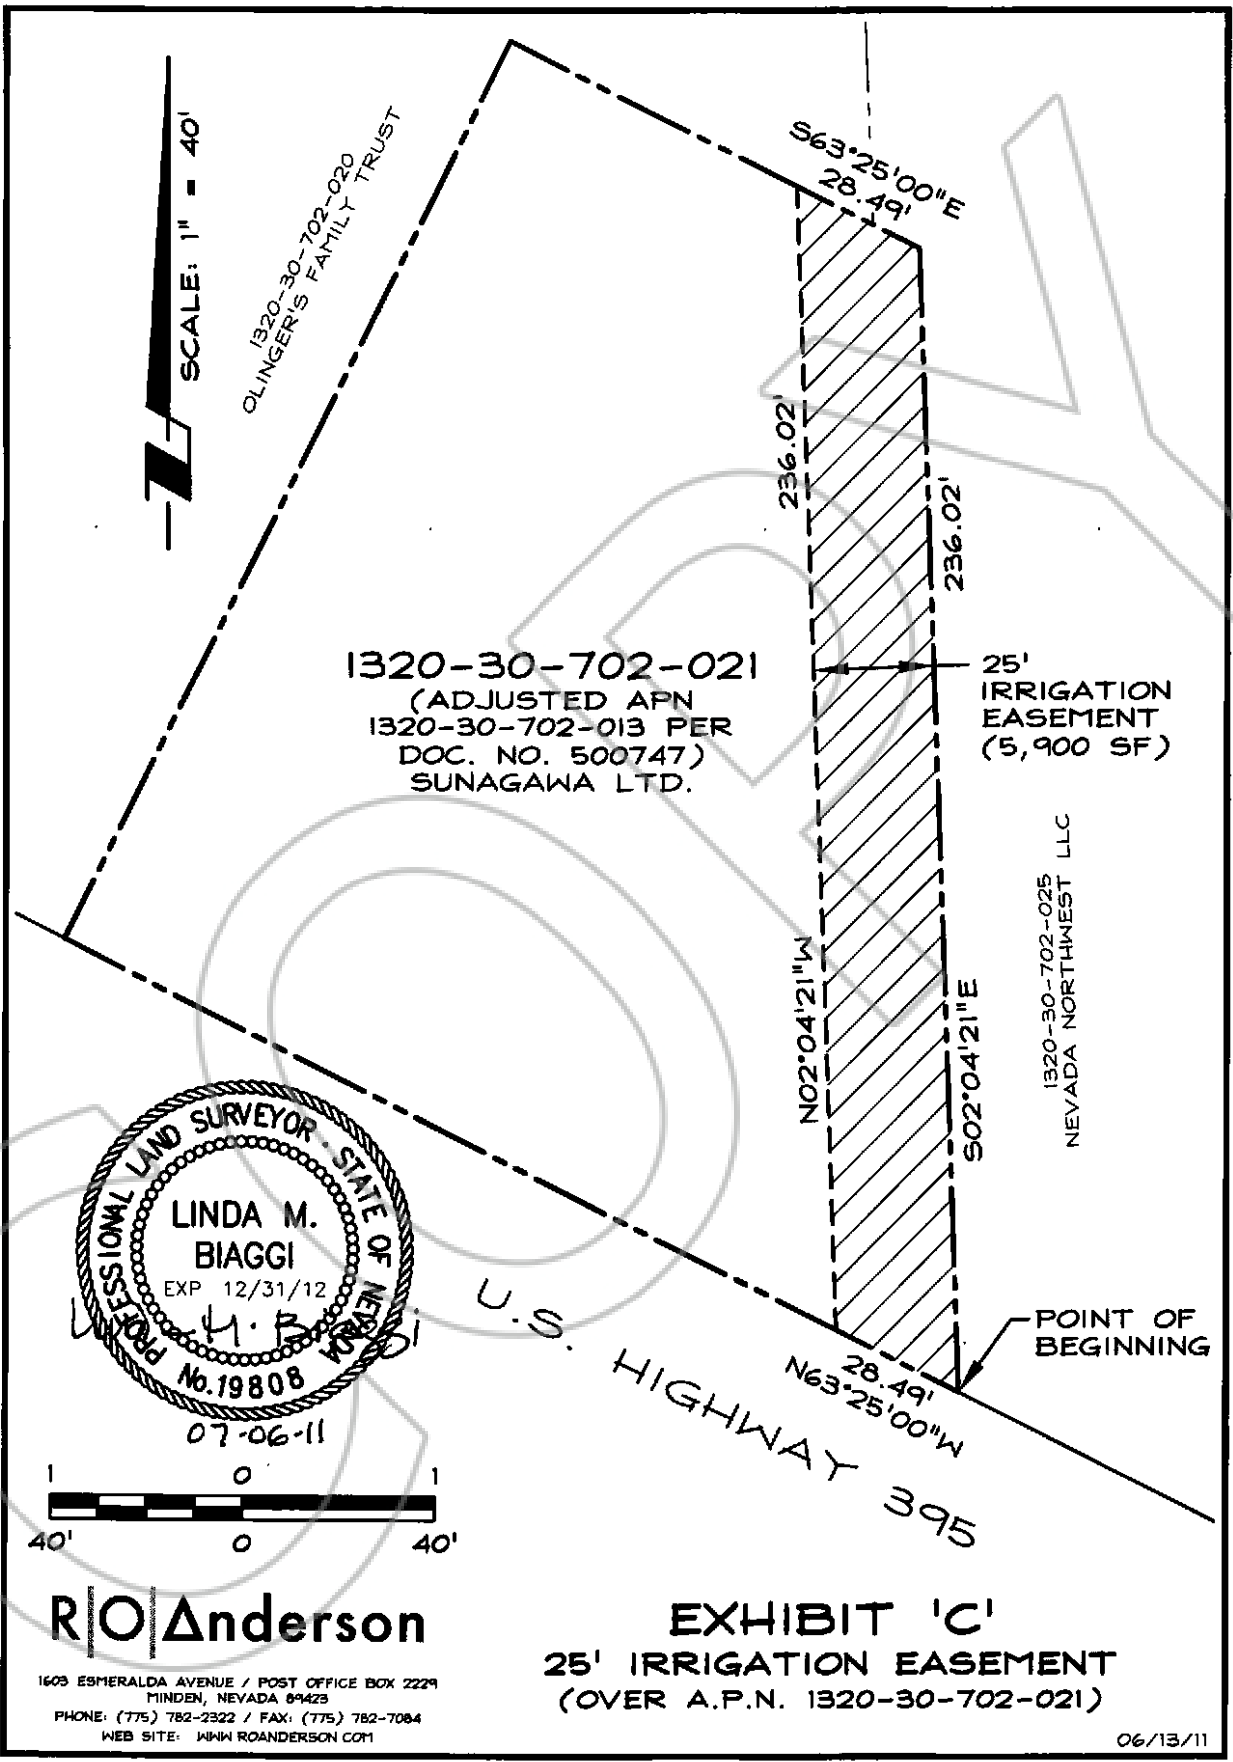 SCALE: 1" = 40'
1320-30-702-020
OLINGER'S FAMILY TRUST
S63°25'00"E
28.49'
236.02'
236.02'
1320-30-702-021
(ADJUSTED APN
1320-30-702-013 PER
DOC. NO. 500747)
SUNAGAWA LTD.
25'
IRRIGATION
EASEMENT
(5,900 SF)
1320-30-702-025
NEVADA NORTHWEST LLC
N02°04'21"W
S02°04'21"E
PROFESSIONAL LAND SURVEYOR · STATE OF NEVADA
LINDA M.
BIAGGI
EXP 12/31/12
No.19808
07-06-11
U.S. HIGHWAY 395
POINT OF
BEGINNING
28.49'
N63°25'00"W
1 0 1
40' 0 40'
RO Anderson
1603 ESMERALDA AVENUE / POST OFFICE BOX 2229
MINDEN, NEVADA 89423
PHONE: (775) 782-2322 / FAX: (775) 782-7084
WEB SITE: WWW ROANDERSON COM
EXHIBIT 'C'
25' IRRIGATION EASEMENT
(OVER A.P.N. 1320-30-702-021)
06/13/11
COPY